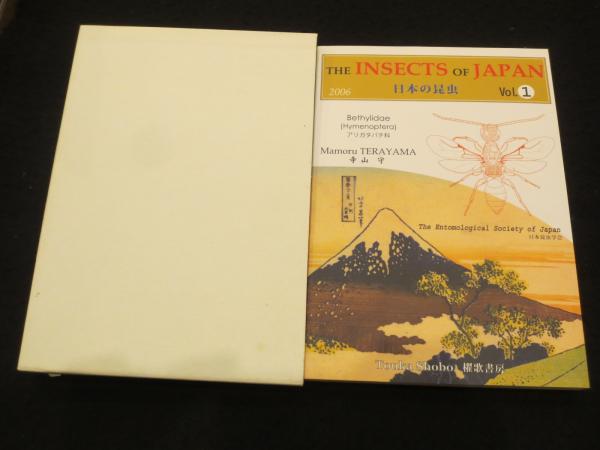 THE INSECTS OF JAPAN
2006
日本の昆虫
Vol. 1
Bethylidae
(Hymenoptera)
アリガタバチ科
Mamoru TERAYAMA
寺山 守
The Entomological Society of Japan
日本昆虫学会
Touka Shobo 櫂歌書房